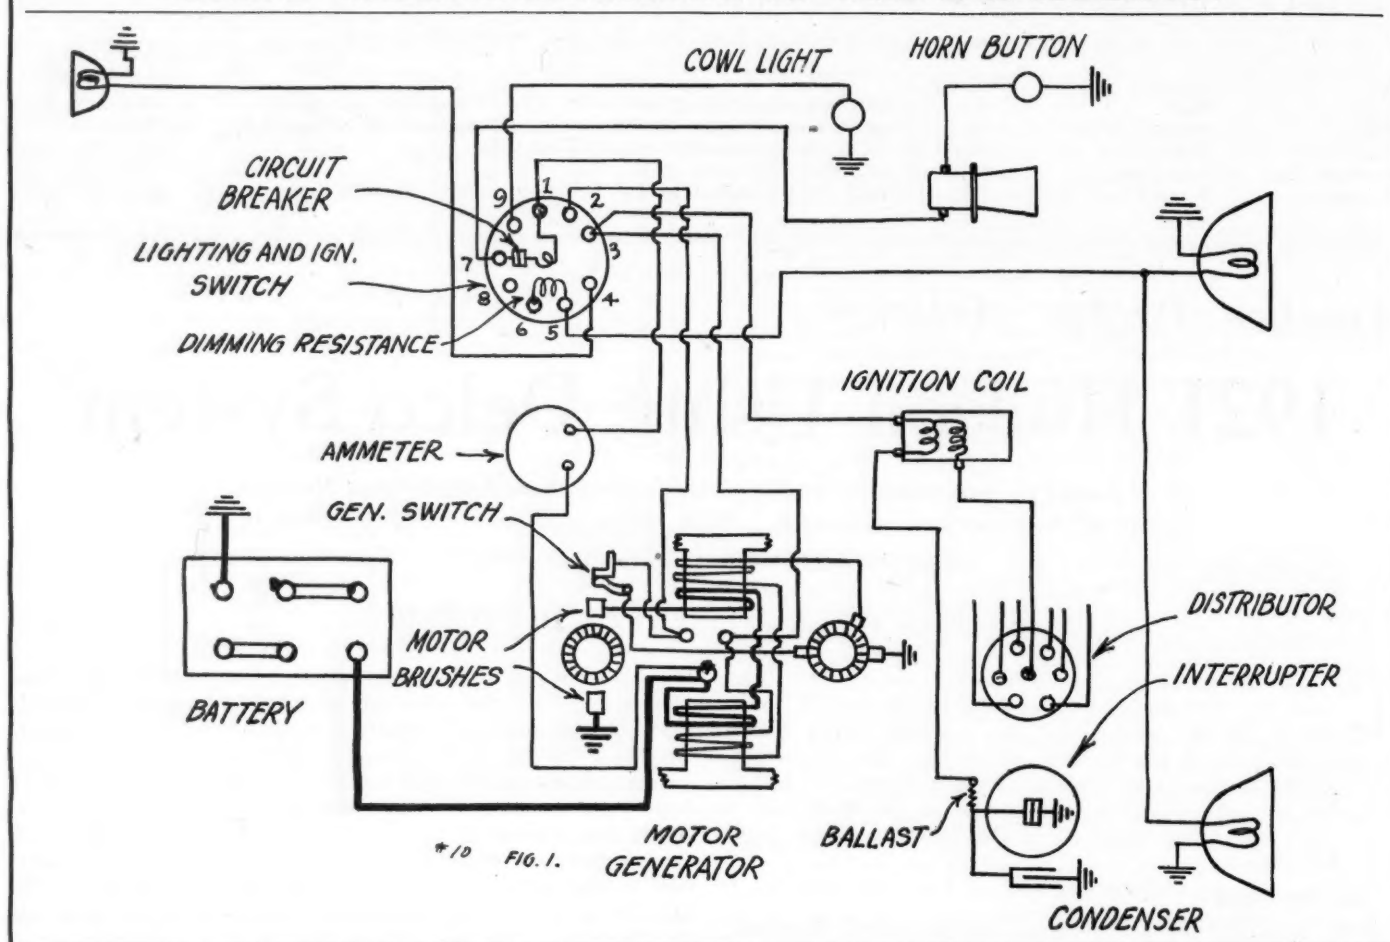 COWL LIGHT
HORN BUTTON
CIRCUIT
BREAKER
LIGHTING AND IGN.
SWITCH
DIMMING RESISTANCE
9
1
2
3
7
8
6
5
4
AMMETER
GEN. SWITCH
IGNITION COIL
MOTOR
BRUSHES
BATTERY
DISTRIBUTOR
INTERRUPTER
BALLAST
MOTOR
GENERATOR
#10 FIG. 1.
CONDENSER